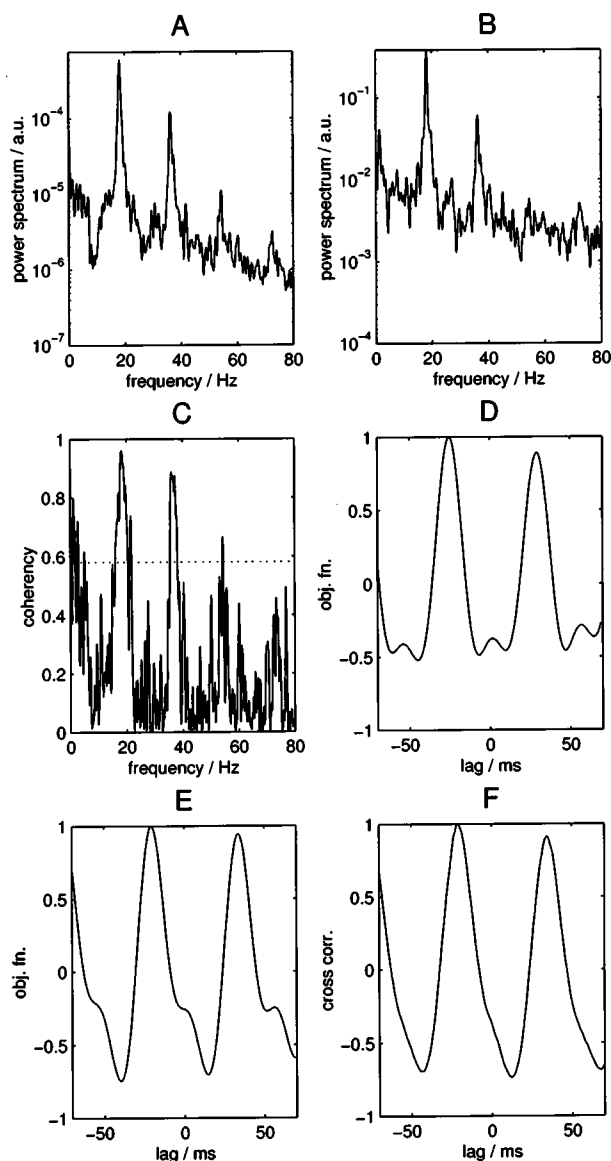 A
B
power spectrum / a.u.
10⁻⁴
10⁻⁵
10⁻⁶
10⁻⁷
0 20 40 60 80
frequency / Hz
power spectrum / a.u.
10⁻¹
10⁻²
10⁻³
10⁻⁴
0 20 40 60 80
frequency / Hz
C
D
coherency
1
0.8
0.6
0.4
0.2
0
0 20 40 60 80
frequency / Hz
obj. fn.
1
0.5
0
−0.5
−1
−50 0 50
lag / ms
E
F
obj. fn.
1
0.5
0
−0.5
−1
−50 0 50
lag / ms
cross corr.
1
0.5
0
−0.5
−1
−50 0 50
lag / ms